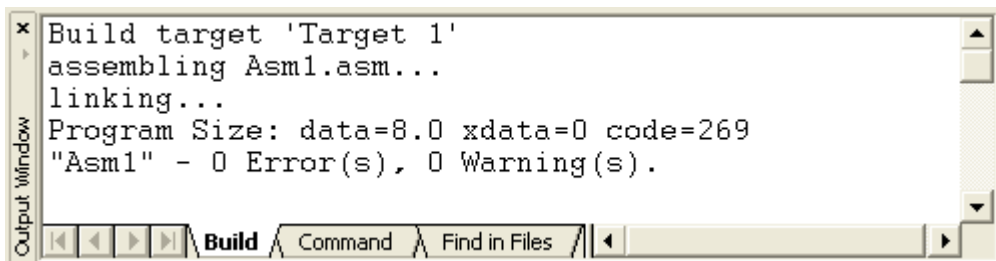 Build target 'Target 1'
assembling Asm1.asm...
linking...
Program Size: data=8.0 xdata=0 code=269
"Asm1" - 0 Error(s), 0 Warning(s).
Output Window
Build Command Find in Files